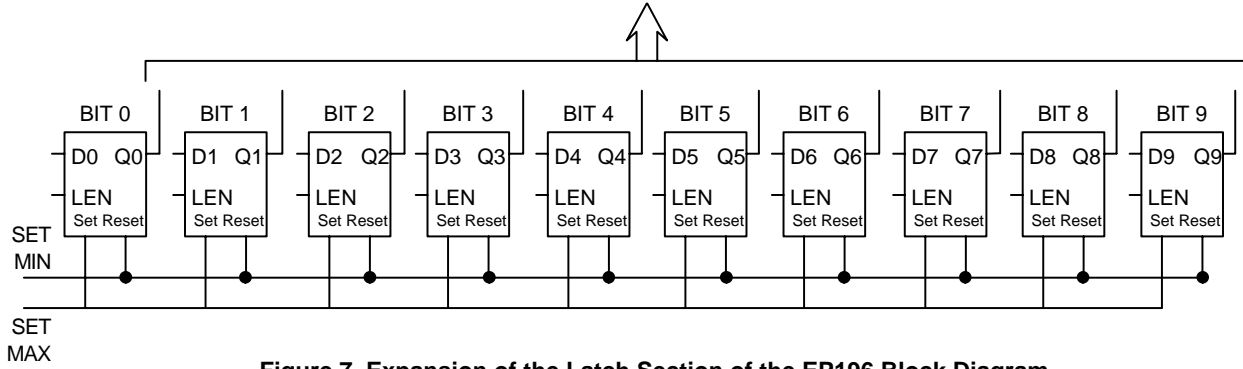 BIT 0 BIT 1 BIT 2 BIT 3 BIT 4 BIT 5 BIT 6 BIT 7 BIT 8 BIT 9
D0 Q0 D1 Q1 D2 Q2 D3 Q3 D4 Q4 D5 Q5 D6 Q6 D7 Q7 D8 Q8 D9 Q9
LEN LEN LEN LEN LEN LEN LEN LEN LEN LEN
Set Reset Set Reset Set Reset Set Reset Set Reset Set Reset Set Reset Set Reset Set Reset Set Reset
SET
MIN
SET
MAX
Figure 7. Expansion of the Latch Section of the EP196 Block Diagram